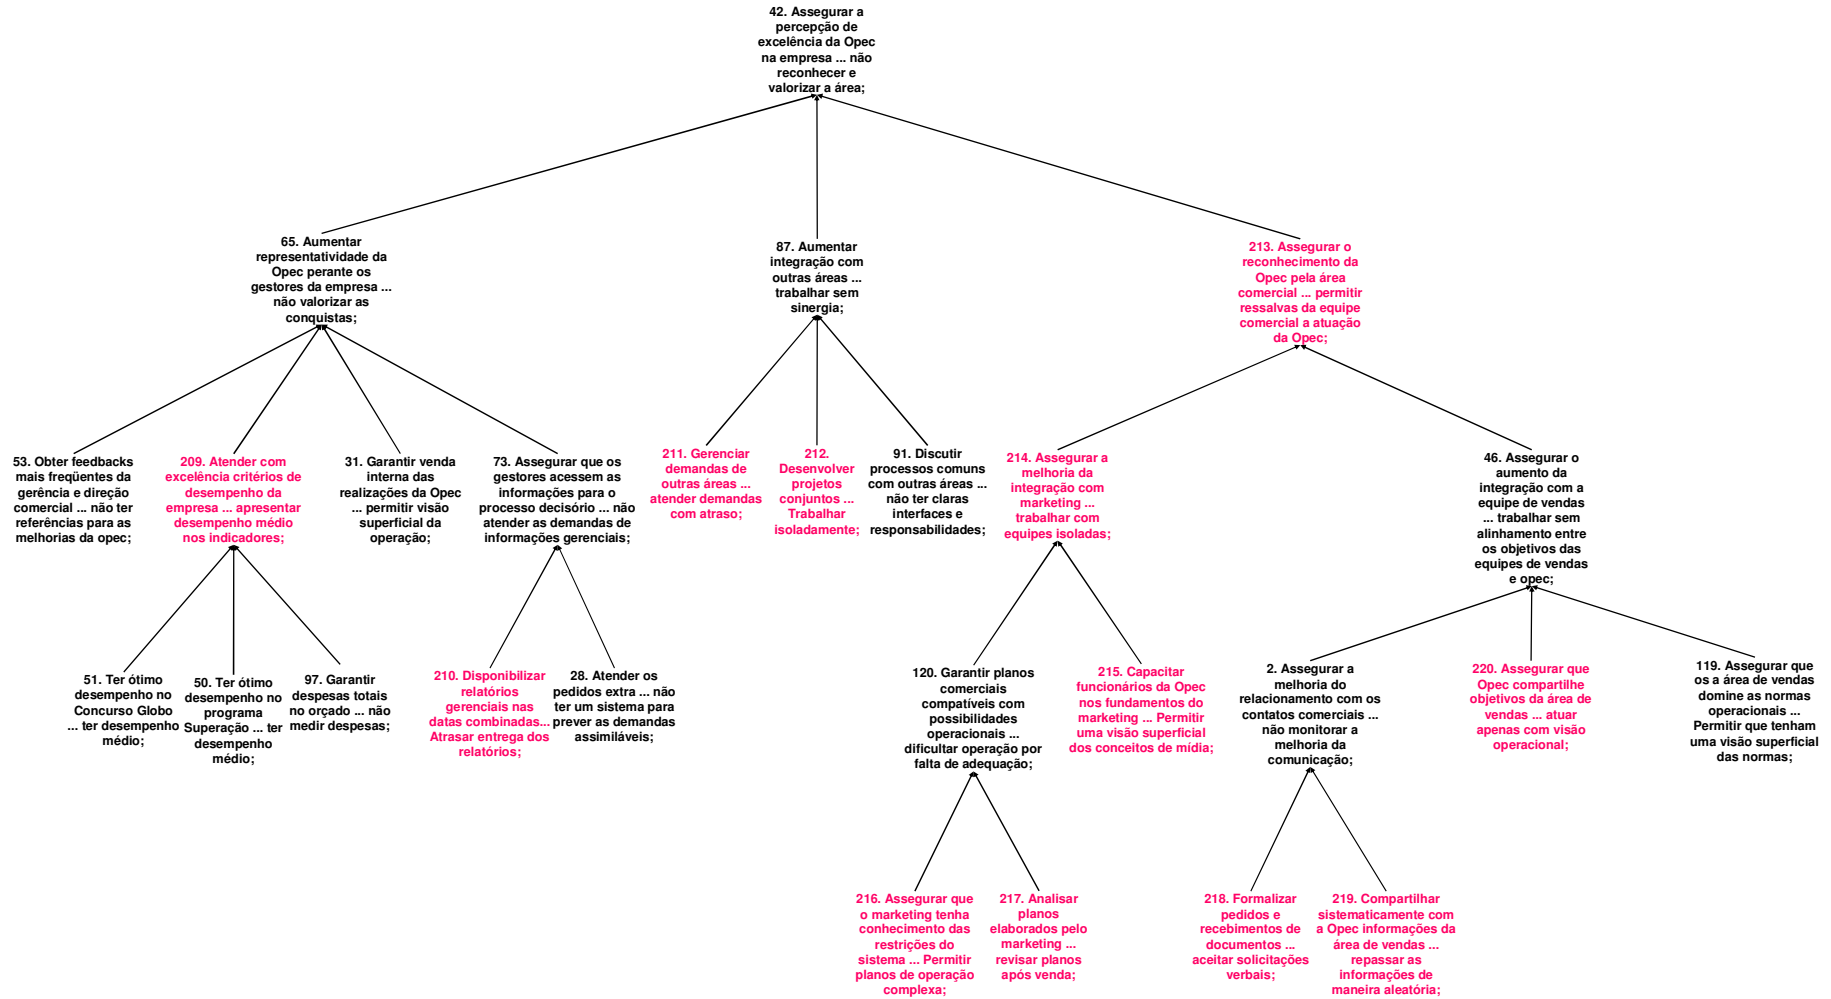 42. Assegurar a
percepção de
excelência da Opec
na empresa ... não
reconhecer e
valorizar a área;
65. Aumentar
representatividade da
Opec perante os
gestores da empresa ...
não valorizar as
conquistas;
87. Aumentar
integração com
outras áreas ...
trabalhar sem
sinergia;
213. Assegurar o
reconhecimento da
Opec pela área
comercial ... permitir
ressalvas da equipe
comercial a atuação
da Opec;
53. Obter feedbacks
mais freqüentes da
gerência e direção
comercial ... não ter
referências para as
melhorias da opec;
209. Atender com
excelência critérios de
desempenho da
empresa ... apresentar
desempenho médio
nos indicadores;
31. Garantir venda
interna das
realizações da Opec
... permitir visão
superficial da
operação;
73. Assegurar que os
gestores acessem as
informações para o
processo decisório ... não
atender as demandas de
informações gerenciais;
211. Gerenciar
demandas de
outras áreas ...
atender demandas
com atraso;
212.
Desenvolver
projetos
conjuntos ...
Trabalhar
isoladamente;
91. Discutir
processos comuns
com outras áreas ...
não ter claras
interfaces e
responsabilidades;
214. Assegurar a
melhoria da
integração com
marketing ...
trabalhar com
equipes isoladas;
46. Assegurar o
aumento da
integração com a
equipe de vendas
... trabalhar sem
alinhamento entre
os objetivos das
equipes de vendas
e opec;
51. Ter ótimo
desempenho no
Concurso Globo
... ter desempenho
médio;
50. Ter ótimo
desempenho no
programa
Superação ... ter
desempenho
médio;
97. Garantir
despesas totais
no orçado ... não
medir despesas;
210. Disponibilizar
relatórios
gerenciais nas
datas combinadas...
Atrasar entrega dos
relatórios;
28. Atender os
pedidos extra ... não
ter um sistema para
prever as demandas
assimiláveis;
120. Garantir planos
comerciais
compatíveis com
possibilidades
operacionais ...
dificultar operação por
falta de adequação;
215. Capacitar
funcionários da Opec
nos fundamentos do
marketing ... Permitir
uma visão superficial
dos conceitos de mídia;
2. Assegurar a
melhoria do
relacionamento com os
contatos comerciais ...
não monitorar a
melhoria da
comunicação;
220. Assegurar que
Opec compartilhe
objetivos da área de
vendas ... atuar
apenas com visão
operacional;
119. Assegurar que
os a área de vendas
domine as normas
operacionais ...
Permitir que tenham
uma visão superficial
das normas;
216. Assegurar que
o marketing tenha
conhecimento das
restrições do
sistema ... Permitir
planos de operação
complexa;
217. Analisar
planos
elaborados pelo
marketing ...
revisar planos
após venda;
218. Formalizar
pedidos e
recebimentos de
documentos ...
aceitar solicitações
verbais;
219. Compartilhar
sistematicamente com
a Opec informações da
área de vendas ...
repassar as
informações de
maneira aleatória;